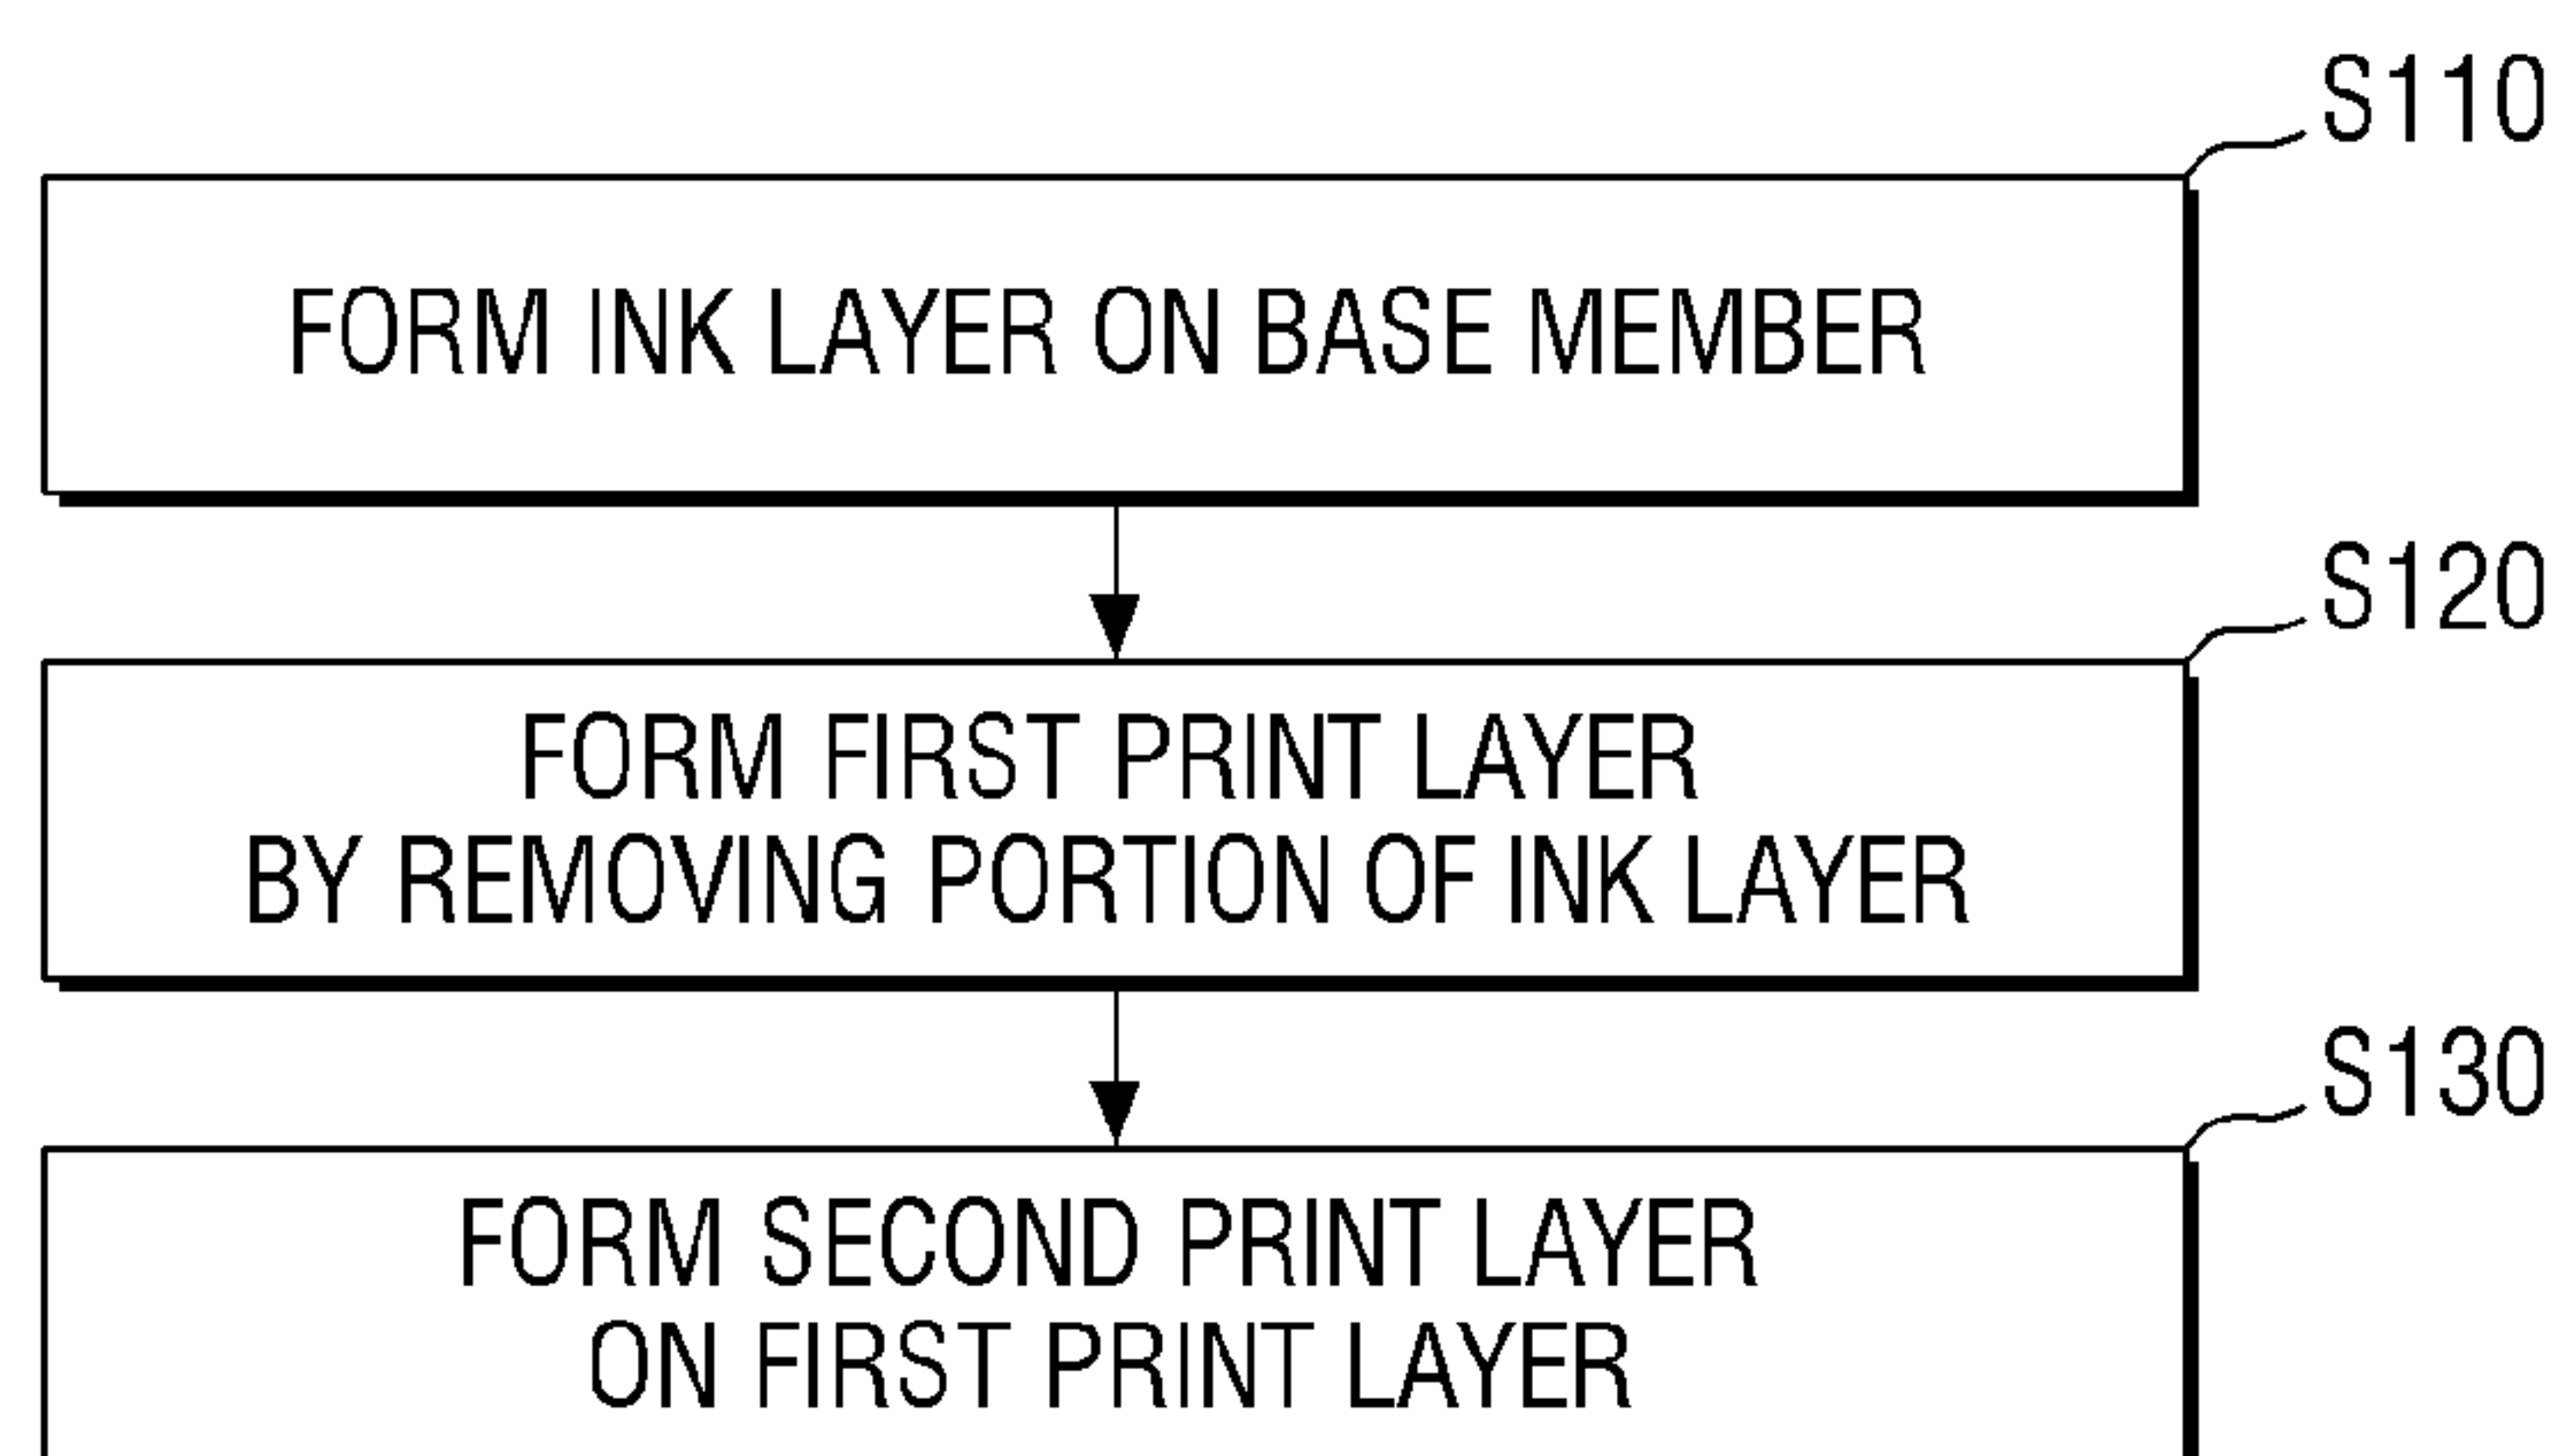 S110
FORM INK LAYER ON BASE MEMBER
S120
FORM FIRST PRINT LAYER
BY REMOVING PORTION OF INK LAYER
S130
FORM SECOND PRINT LAYER
ON FIRST PRINT LAYER